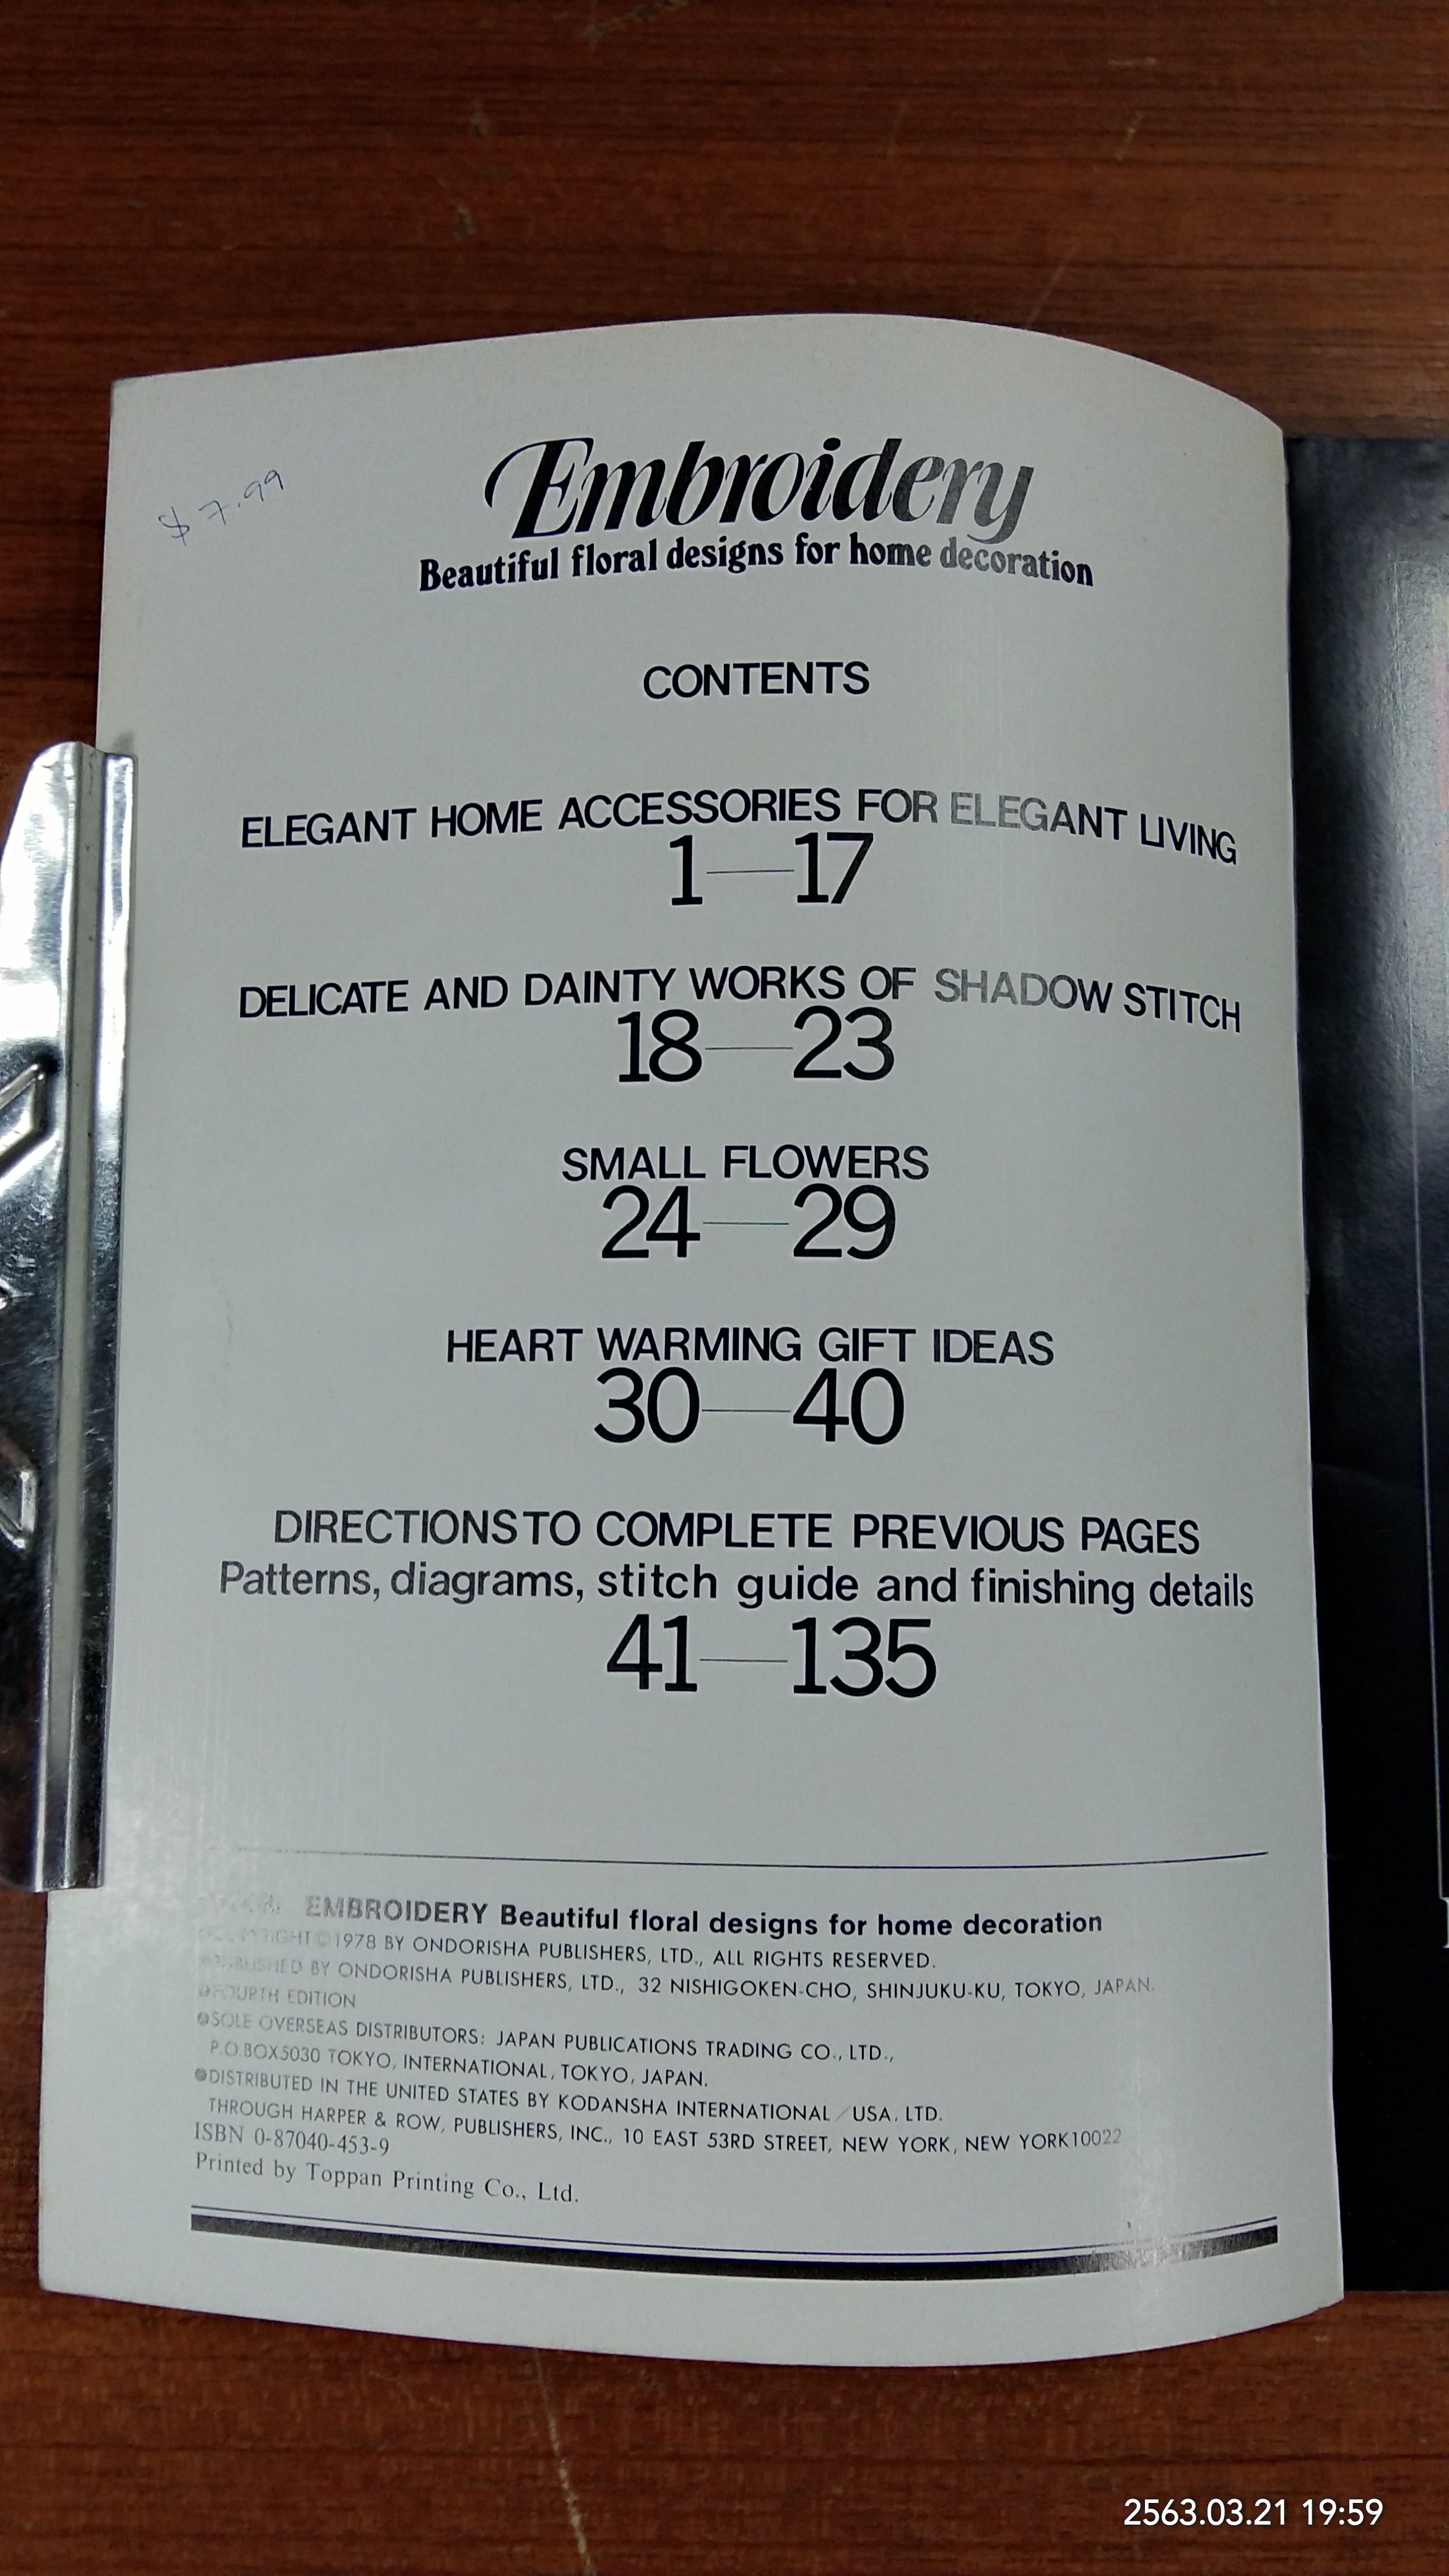 $7.99
Embroidery
Beautiful floral designs for home decoration
CONTENTS
ELEGANT HOME ACCESSORIES FOR ELEGANT LIVING
1—17
DELICATE AND DAINTY WORKS OF SHADOW STITCH
18—23
SMALL FLOWERS
24—29
HEART WARMING GIFT IDEAS
30—40
DIRECTIONS TO COMPLETE PREVIOUS PAGES
Patterns, diagrams, stitch guide and finishing details
41—135
EMBROIDERY Beautiful floral designs for home decoration
●COPYRIGHT © 1978 BY ONDORISHA PUBLISHERS, LTD., ALL RIGHTS RESERVED.
●PUBLISHED BY ONDORISHA PUBLISHERS, LTD., 32 NISHIGOKEN-CHO, SHINJUKU-KU, TOKYO, JAPAN.
●FOURTH EDITION
●SOLE OVERSEAS DISTRIBUTORS: JAPAN PUBLICATIONS TRADING CO., LTD.,
P.O.BOX5030 TOKYO, INTERNATIONAL, TOKYO, JAPAN.
●DISTRIBUTED IN THE UNITED STATES BY KODANSHA INTERNATIONAL / USA. LTD.
THROUGH HARPER & ROW, PUBLISHERS, INC., 10 EAST 53RD STREET, NEW YORK, NEW YORK10022
ISBN 0-87040-453-9
Printed by Toppan Printing Co., Ltd.
2563.03.21 19:59